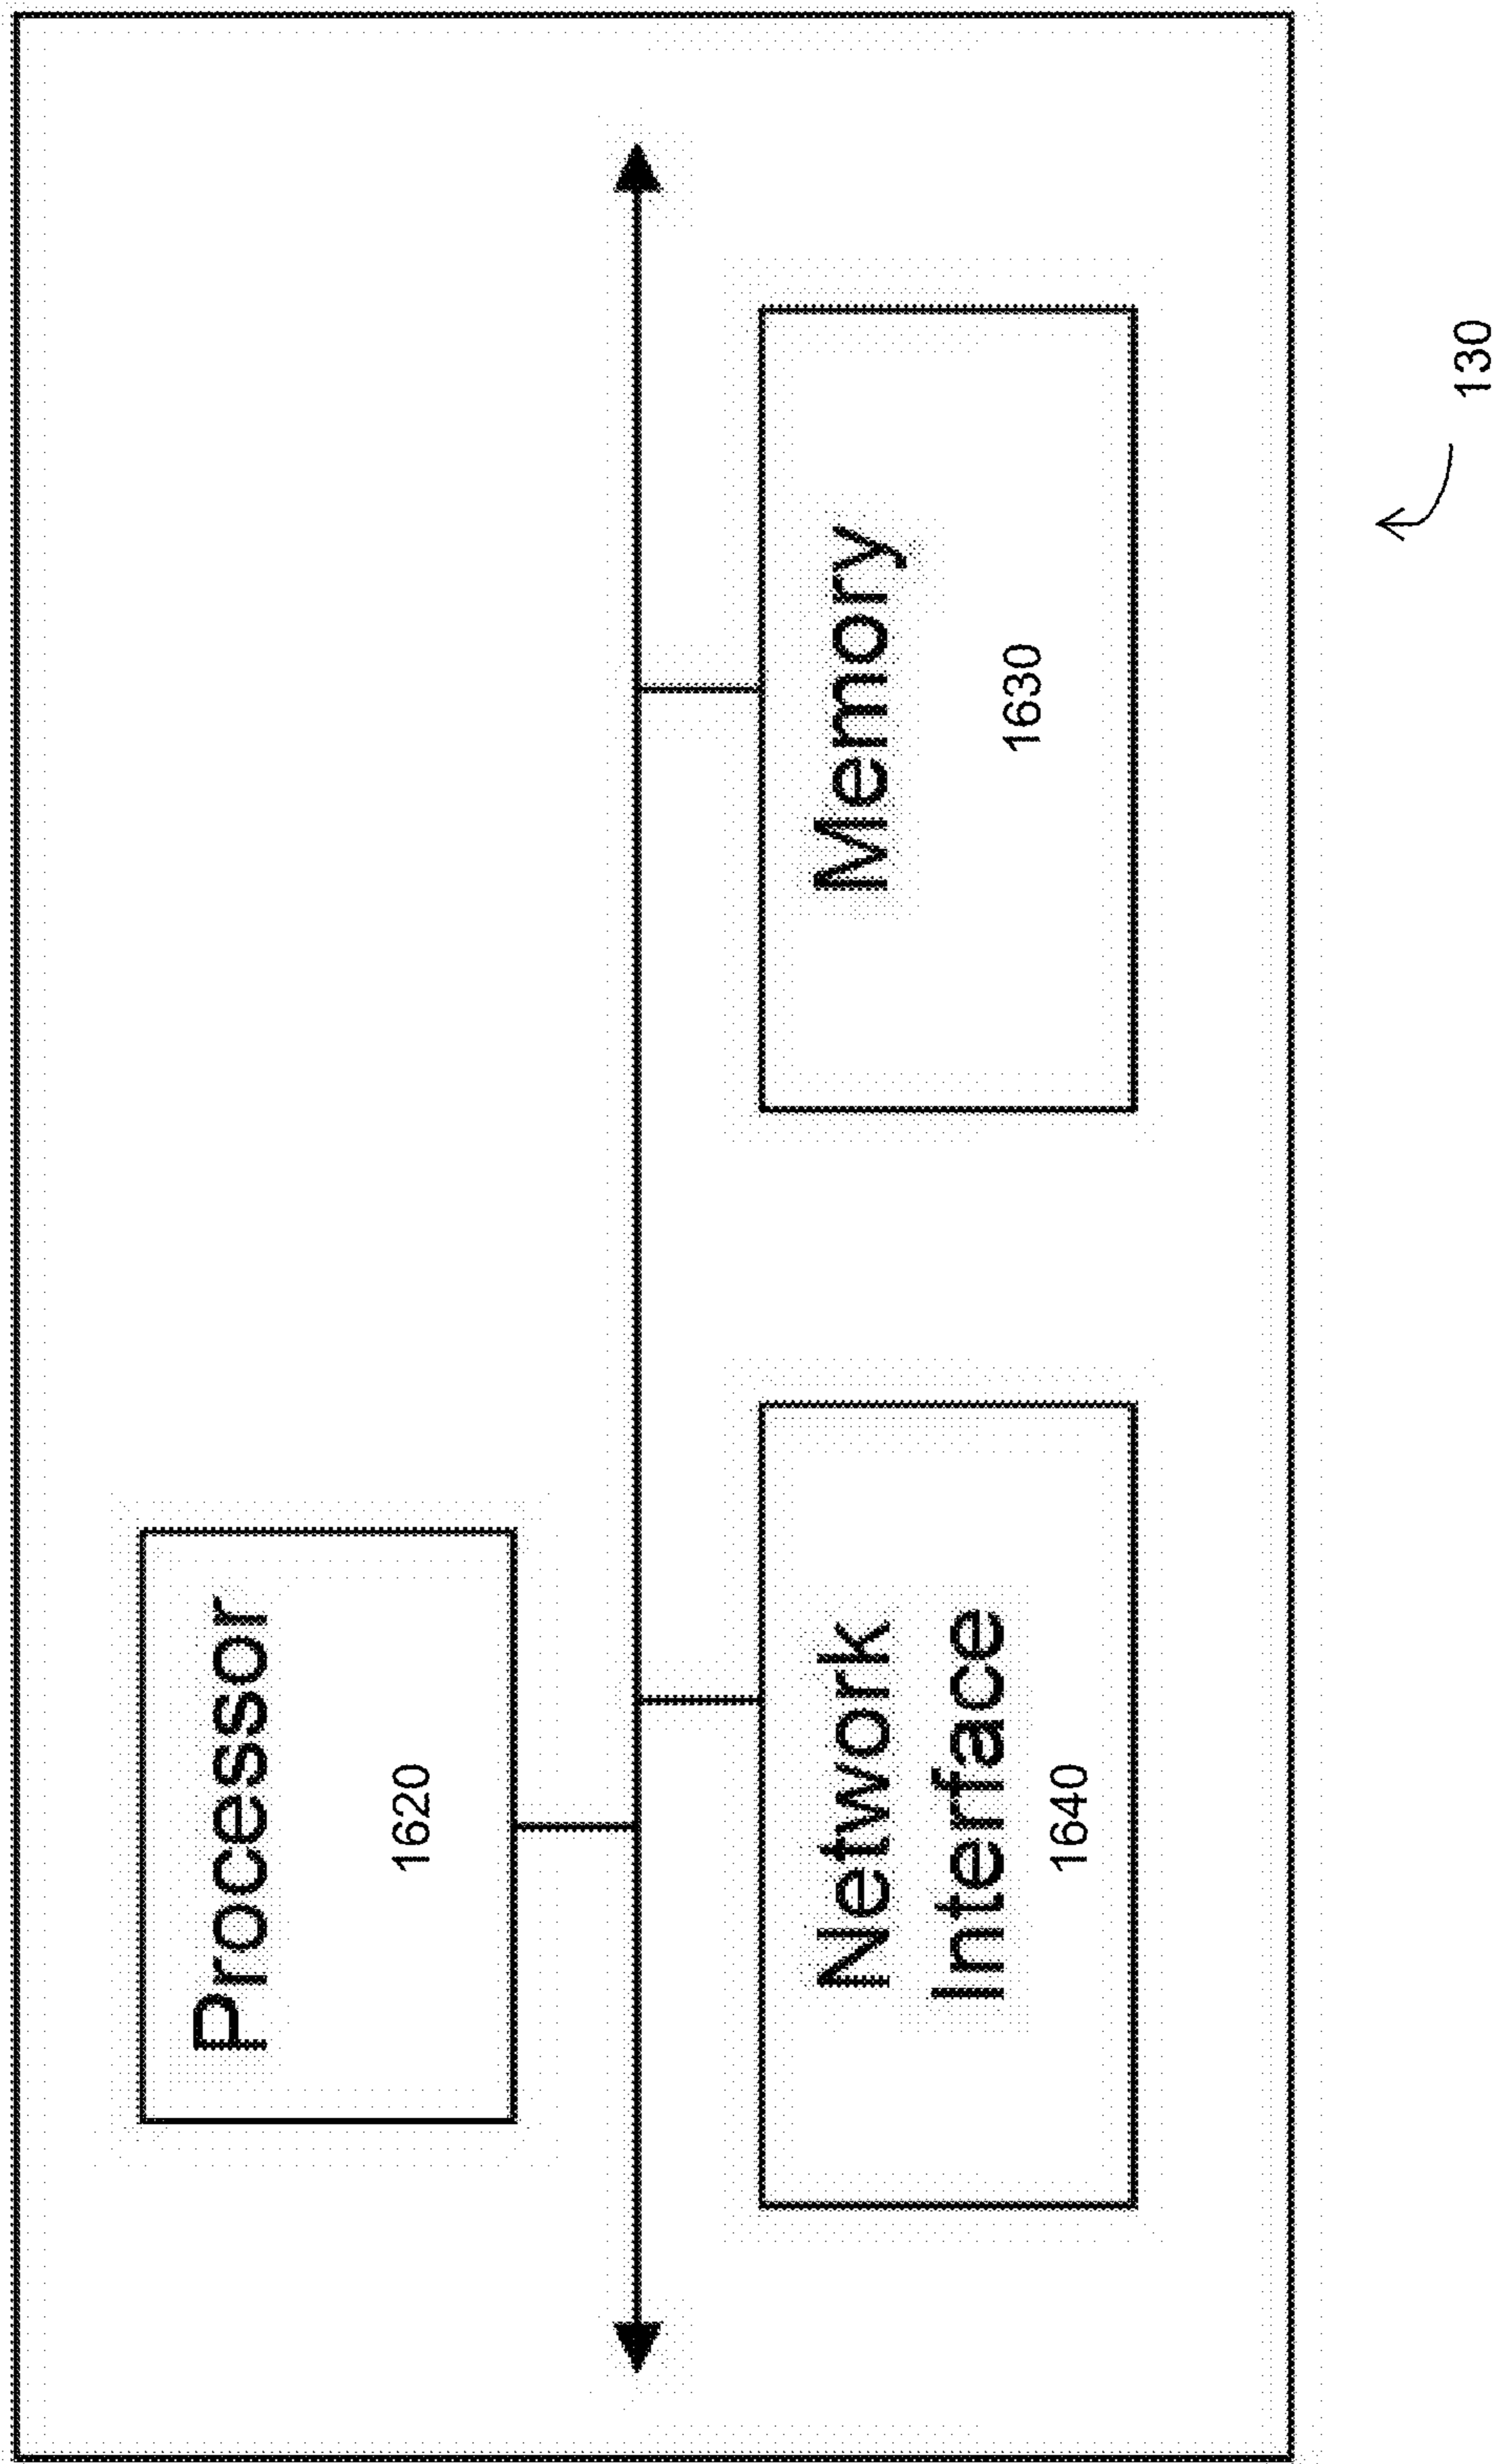 Processor
1620
Network
Interface
1640
Memory
1630
130